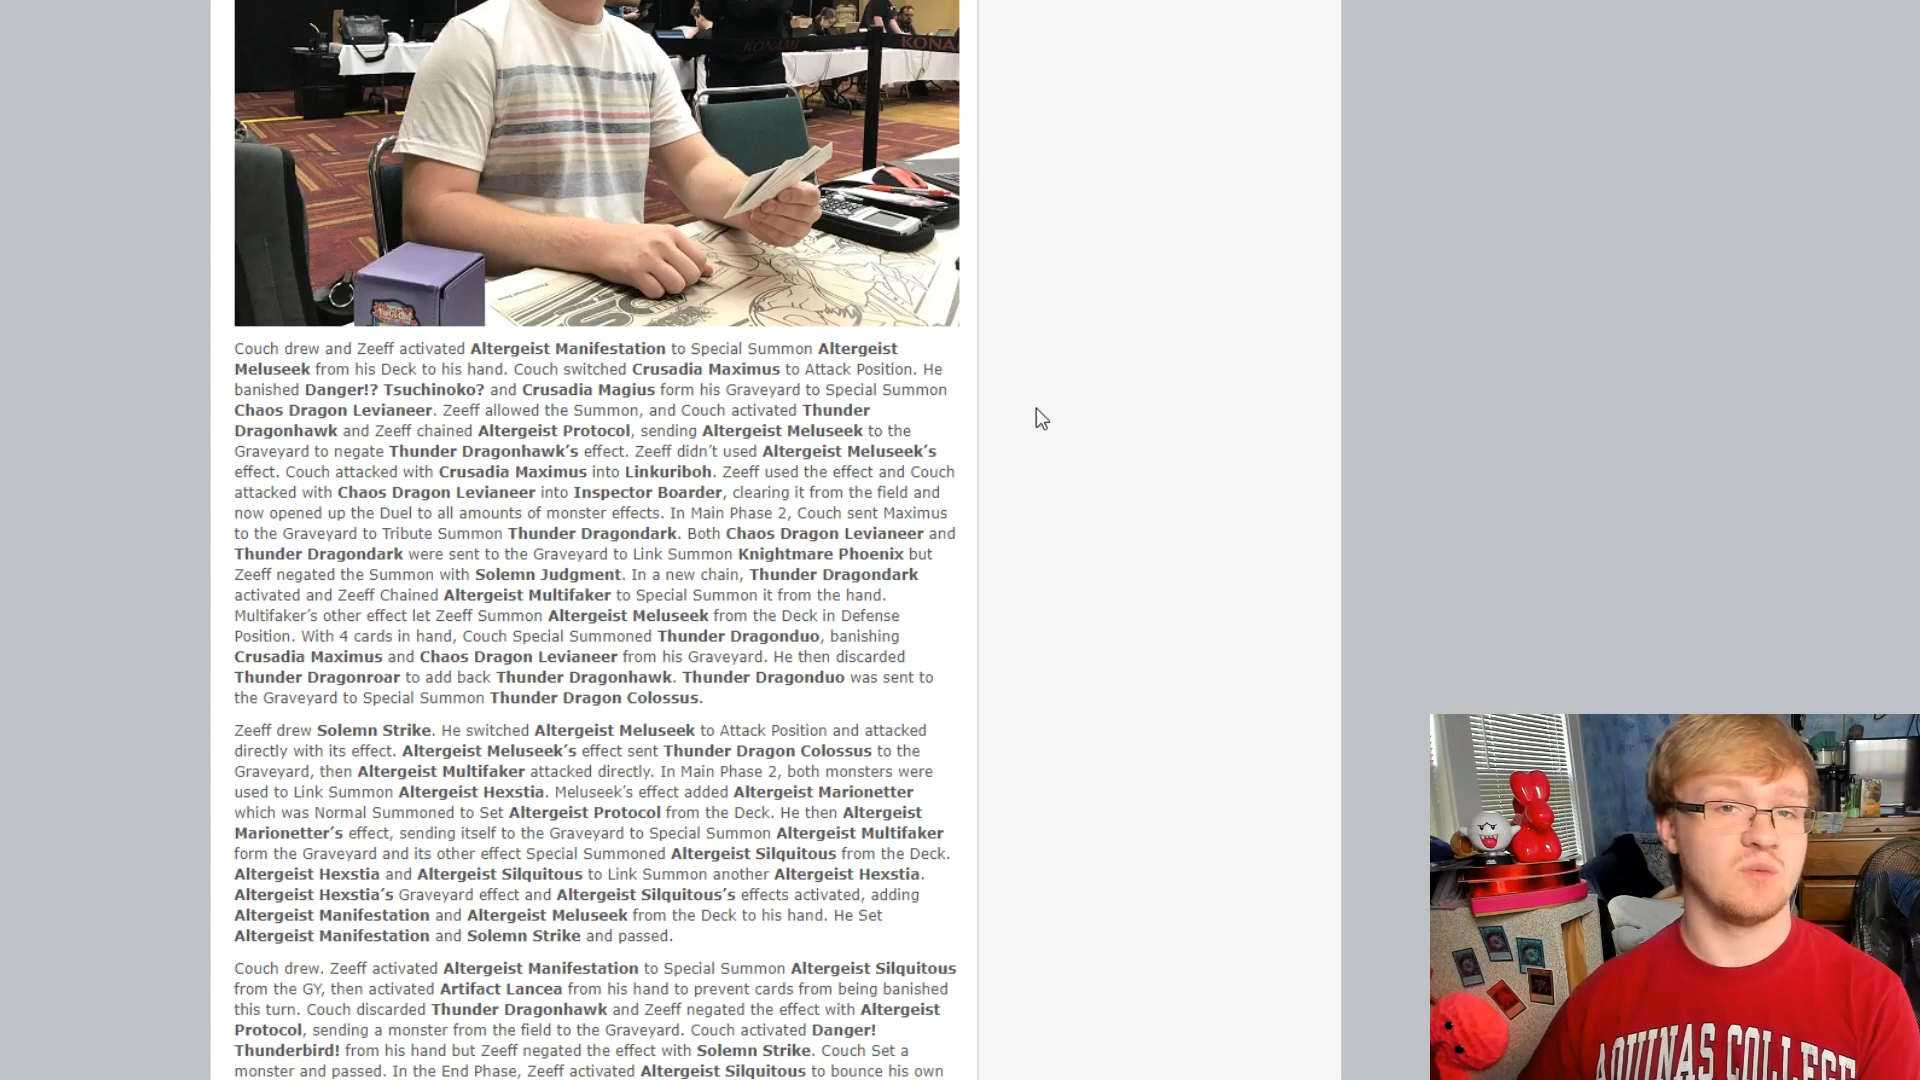 KONAMI
KONA
Couch drew and Zeeff activated Altergeist Manifestation to Special Summon Altergeist
Meluseek from his Deck to his hand. Couch switched Crusadia Maximus to Attack Position. He
banished Danger!? Tsuchinoko? and Crusadia Magius form his Graveyard to Special Summon
Chaos Dragon Levianeer. Zeeff allowed the Summon, and Couch activated Thunder
Dragonhawk and Zeeff chained Altergeist Protocol, sending Altergeist Meluseek to the
Graveyard to negate Thunder Dragonhawk’s effect. Zeeff didn’t used Altergeist Meluseek’s
effect. Couch attacked with Crusadia Maximus into Linkuriboh. Zeeff used the effect and Couch
attacked with Chaos Dragon Levianeer into Inspector Boarder, clearing it from the field and
now opened up the Duel to all amounts of monster effects. In Main Phase 2, Couch sent Maximus
to the Graveyard to Tribute Summon Thunder Dragondark. Both Chaos Dragon Levianeer and
Thunder Dragondark were sent to the Graveyard to Link Summon Knightmare Phoenix but
Zeeff negated the Summon with Solemn Judgment. In a new chain, Thunder Dragondark
activated and Zeeff Chained Altergeist Multifaker to Special Summon it from the hand.
Multifaker’s other effect let Zeeff Summon Altergeist Meluseek from the Deck in Defense
Position. With 4 cards in hand, Couch Special Summoned Thunder Dragonduo, banishing
Crusadia Maximus and Chaos Dragon Levianeer from his Graveyard. He then discarded
Thunder Dragonroar to add back Thunder Dragonhawk. Thunder Dragonduo was sent to
the Graveyard to Special Summon Thunder Dragon Colossus.
Zeeff drew Solemn Strike. He switched Altergeist Meluseek to Attack Position and attacked
directly with its effect. Altergeist Meluseek’s effect sent Thunder Dragon Colossus to the
Graveyard, then Altergeist Multifaker attacked directly. In Main Phase 2, both monsters were
used to Link Summon Altergeist Hexstia. Meluseek’s effect added Altergeist Marionetter
which was Normal Summoned to Set Altergeist Protocol from the Deck. He then Altergeist
Marionetter’s effect, sending itself to the Graveyard to Special Summon Altergeist Multifaker
form the Graveyard and its other effect Special Summoned Altergeist Silquitous from the Deck.
Altergeist Hexstia and Altergeist Silquitous to Link Summon another Altergeist Hexstia.
Altergeist Hexstia’s Graveyard effect and Altergeist Silquitous’s effects activated, adding
Altergeist Manifestation and Altergeist Meluseek from the Deck to his hand. He Set
Altergeist Manifestation and Solemn Strike and passed.
Couch drew. Zeeff activated Altergeist Manifestation to Special Summon Altergeist Silquitous
from the GY, then activated Artifact Lancea from his hand to prevent cards from being banished
this turn. Couch discarded Thunder Dragonhawk and Zeeff negated the effect with Altergeist
Protocol, sending a monster from the field to the Graveyard. Couch activated Danger!
Thunderbird! from his hand but Zeeff negated the effect with Solemn Strike. Couch Set a
monster and passed. In the End Phase, Zeeff activated Altergeist Silquitous to bounce his own
AQUINAS COLLEGE